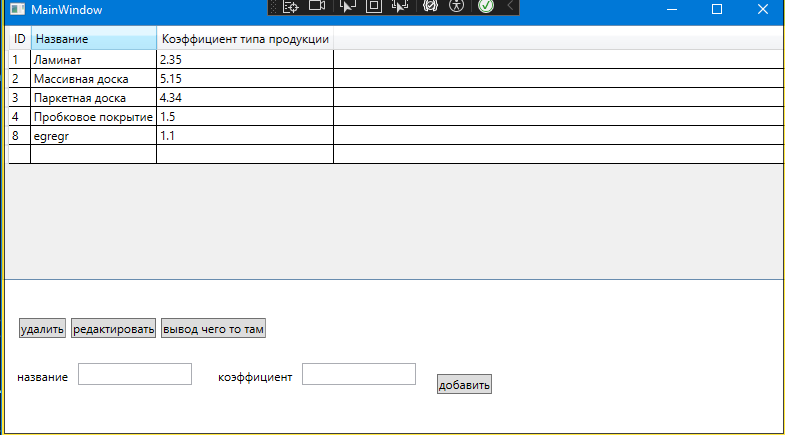 MainWindow
ID Название Коэффициент типа продукции
1 Ламинат 2.35
2 Массивная доска 5.15
3 Паркетная доска 4.34
4 Пробковое покрытие 1.5
8 egregr 1.1
удалить редактировать вывод чего то там
название коэффициент добавить